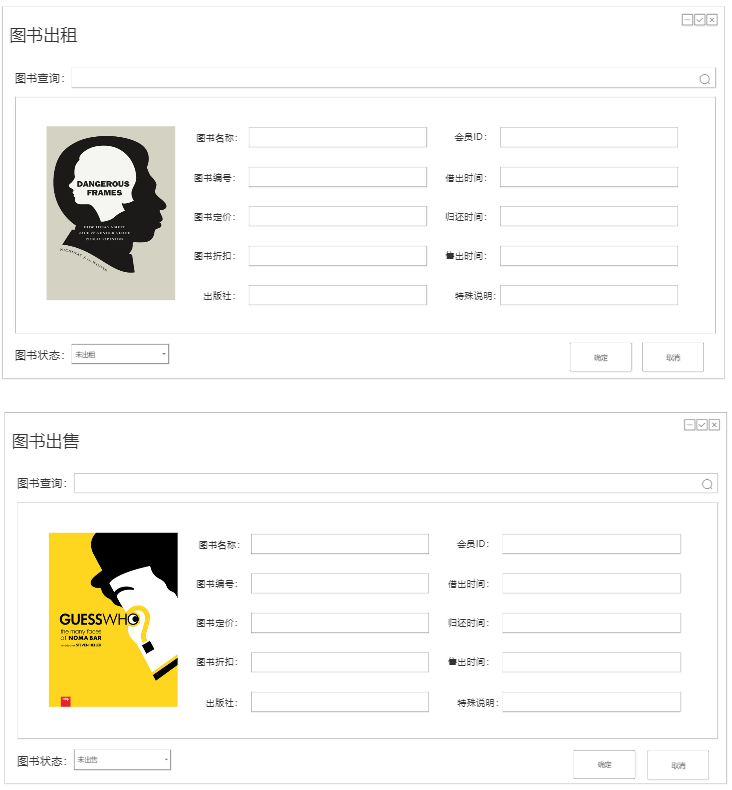 图书出租
图书查询:
DANGEROUS
FRAMES
图书名称: 会员ID:
图书编号: 借出时间:
图书定价: 归还时间:
图书折扣: 售出时间:
出版社: 特殊说明:
图书状态: 未出租 确定 取消
图书出售
图书查询:
GUESSWHO
the many faces
of NOMA BAR
STEVEN HELLER
图书名称: 会员ID:
图书编号: 借出时间:
图书定价: 归还时间:
图书折扣: 售出时间:
出版社: 特殊说明:
图书状态: 未出售 确定 取消